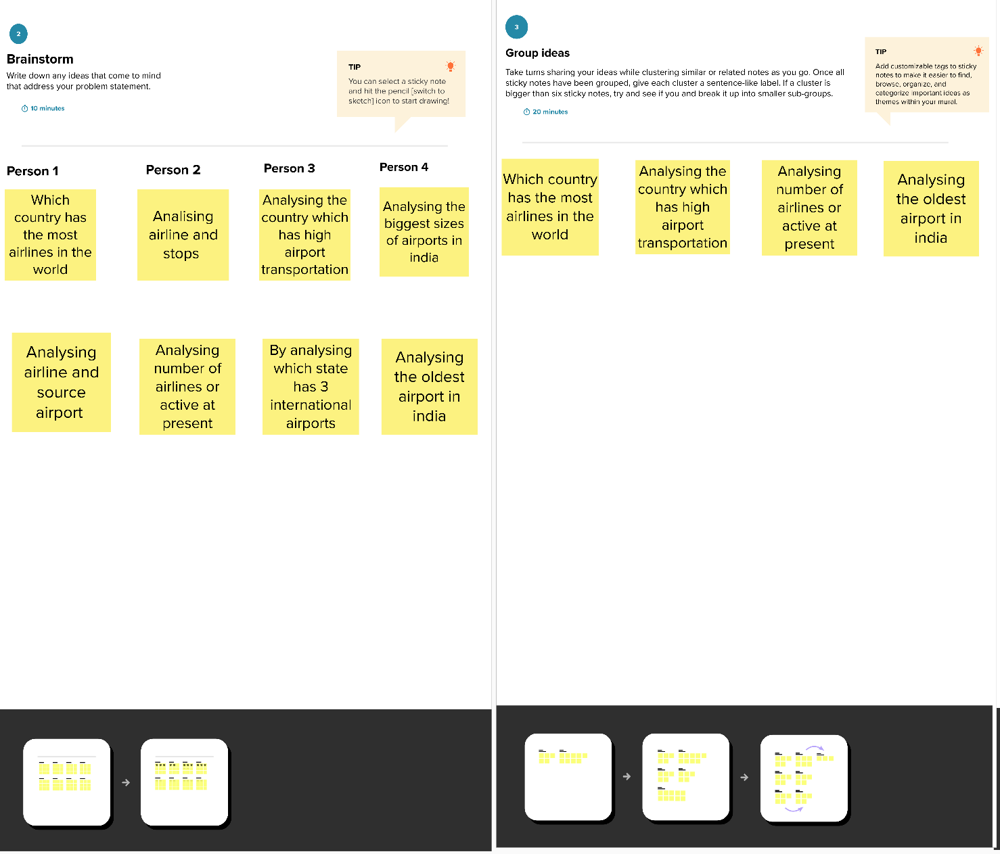 2
Brainstorm
Write down any ideas that come to mind
that address your problem statement.
10 minutes
TIP
You can select a sticky note
and hit the pencil [switch to
sketch] icon to start drawing!
Person 1
Person 2
Person 3
Person 4
Which
country has
the most
airlines in the
world
Analising
airline and
stops
Analysing the
country which
has high
airport
transportation
Analysing the
biggest sizes
of airports in
india
Analysing
airline and
source
airport
Analysing
number of
airlines or
active at
present
By analysing
which state
has 3
international
airports
Analysing
the oldest
airport in
india
3
Group ideas
Take turns sharing your ideas while clustering similar or related notes as you go. Once all
sticky notes have been grouped, give each cluster a sentence-like label. If a cluster is
bigger than six sticky notes, try and see if you and break it up into smaller sub-groups.
20 minutes
TIP
Add customizable tags to sticky
notes to make it easier to find,
browse, organize, and
categorize important ideas as
themes within your mural.
Which country
has the most
airlines in the
world
Analysing the
country which
has high
airport
transportation
Analysing
number of
airlines or
active at
present
Analysing
the oldest
airport in
india